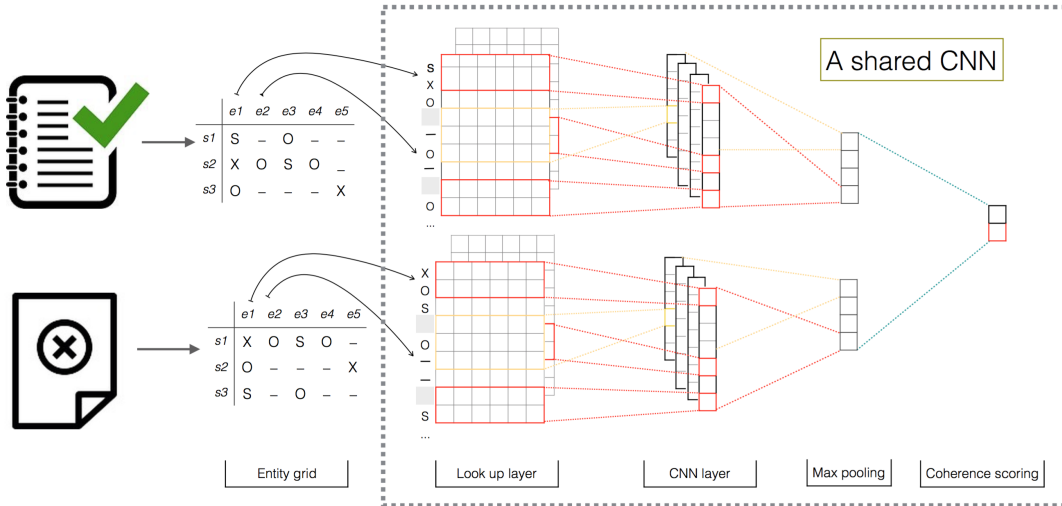 A shared CNN
e1 e2 e3 e4 e5
s1 S – O – –
s2 X O S O _
s3 O – – – X
S
X
O
—
O
—
O
...
e1 e2 e3 e4 e5
s1 X O S O –
s2 O – – – X
s3 S – O – –
X
O
S
O
—
—
S
...
Entity grid
Look up layer
CNN layer
Max pooling
Coherence scoring